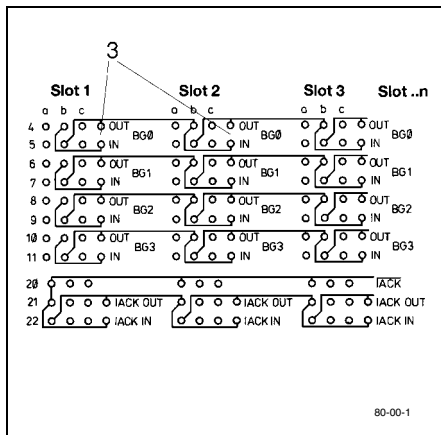 3
Slot 1 Slot 2 Slot 3 Slot ..n
a b c a b c a b c
4 OUT OUT OUT
BGØ BGØ BGØ
5 IN IN IN
6 OUT OUT OUT
BG1 BG1 BG1
7 IN IN IN
8 OUT OUT OUT
BG2 BG2 BG2
9 IN IN IN
10 OUT OUT OUT
BG3 BG3 BG3
11 IN IN IN
20 IACK
21 IACK OUT IACK OUT IACK OUT
22 IACK IN IACK IN IACK IN
80-00-1